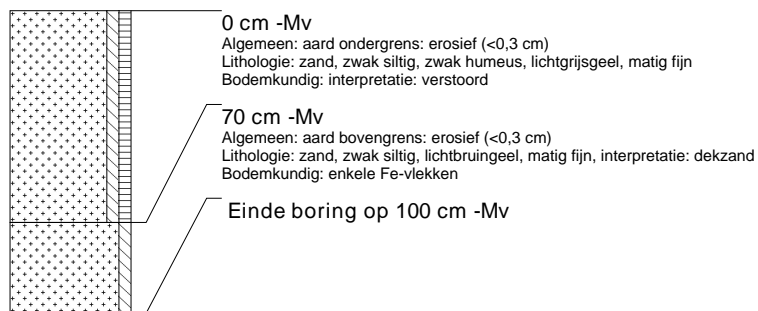 0 cm -Mv
Algemeen: aard ondergrens: erosief (<0,3 cm)
Lithologie: zand, zwak siltig, zwak humeus, lichtgrijsgeel, matig fijn
Bodemkundig: interpretatie: verstoord
70 cm -Mv
Algemeen: aard bovengrens: erosief (<0,3 cm)
Lithologie: zand, zwak siltig, lichtbruingeel, matig fijn, interpretatie: dekzand
Bodemkundig: enkele Fe-vlekken
Einde boring op 100 cm -Mv